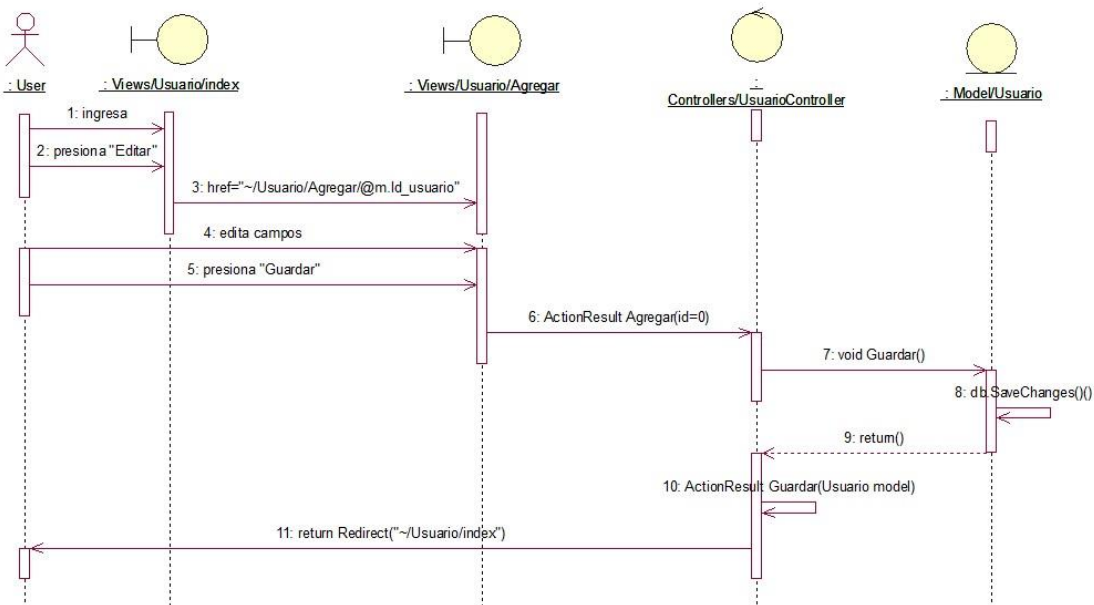 _: User
_: Views/Usuario/index
_: Views/Usuario/Agregar
_:
Controllers/UsuarioController
_: Model/Usuario
1: ingresa
2: presiona "Editar"
3: href="~/Usuario/Agregar/@m.Id_usuario"
4: edita campos
5: presiona "Guardar"
6: ActionResult Agregar(id=0)
7: void Guardar()
8: db.SaveChanges()()
9: return()
10: ActionResult Guardar(Usuario model)
11: return Redirect("~/Usuario/index")